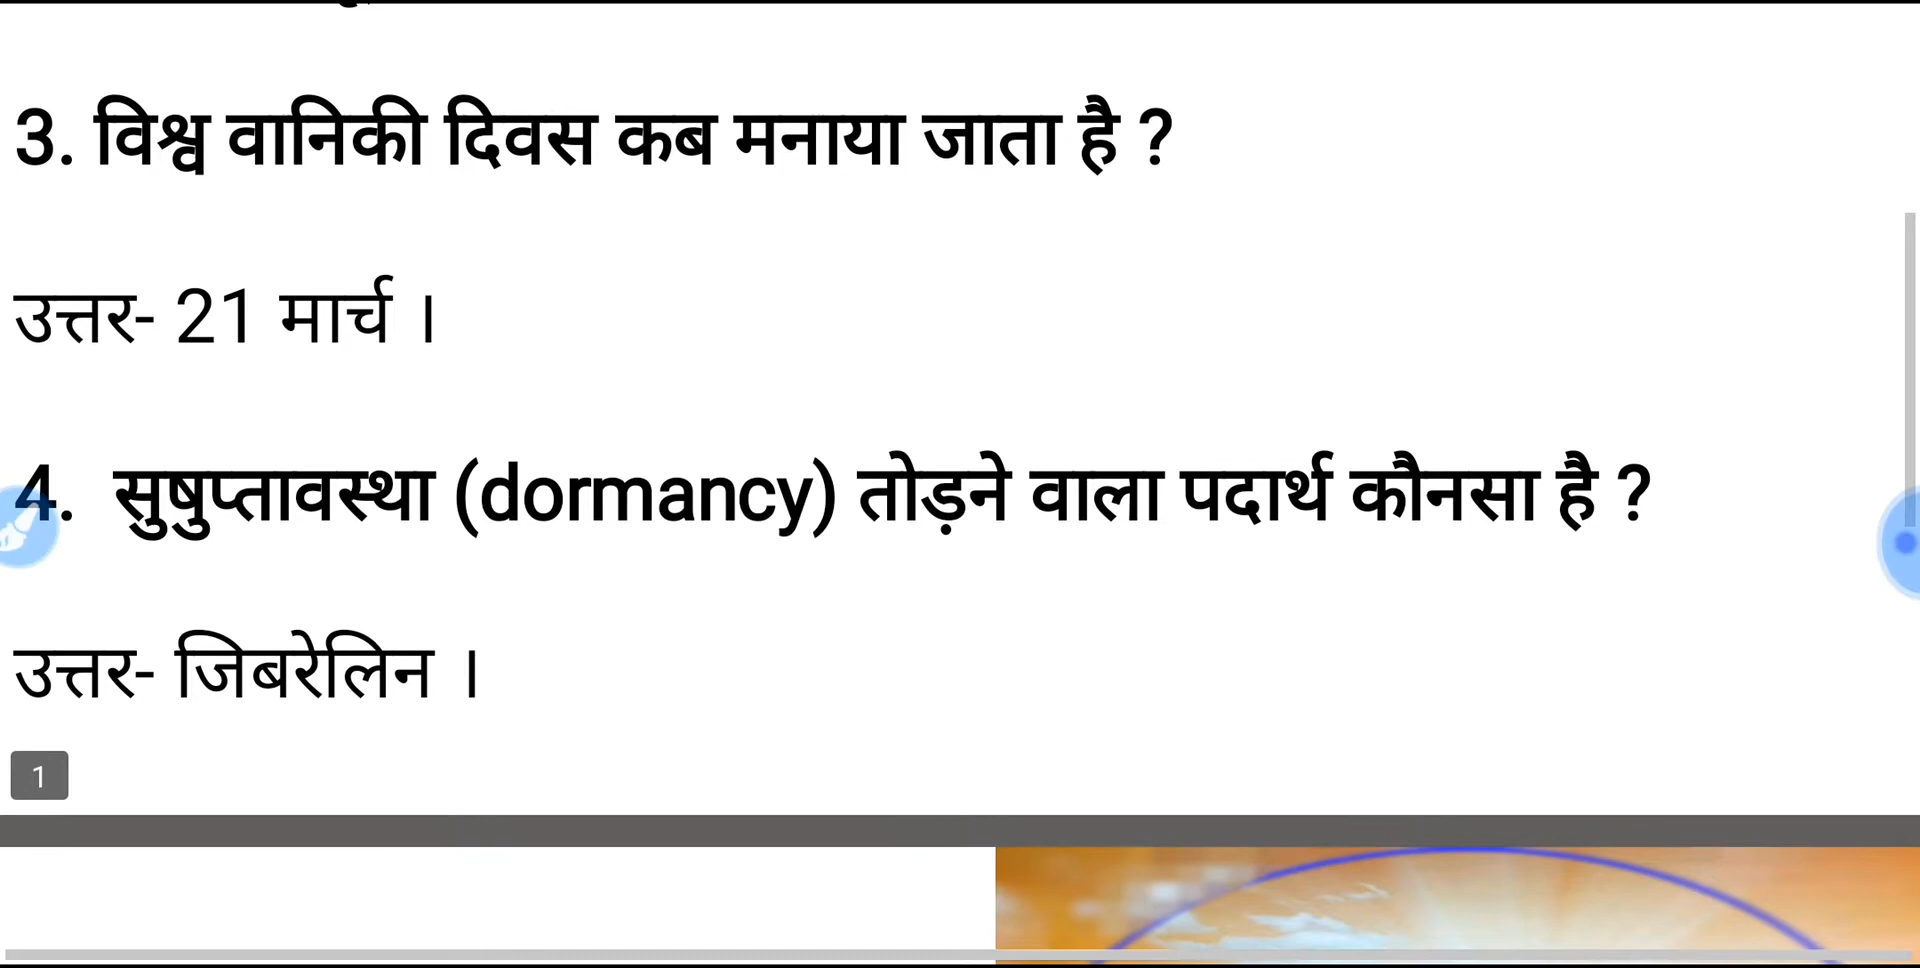 3. विश्व वानिकी दिवस कब मनाया जाता है ?
उत्तर- 21 मार्च ।
4. सुषुप्तावस्था (dormancy) तोड़ने वाला पदार्थ कौनसा है ?
उत्तर- जिबरेलिन ।
1